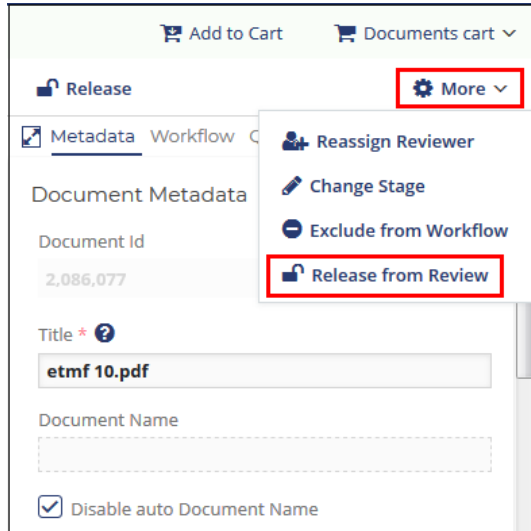 Add to Cart Documents cart
Release More
Metadata Workflow
Reassign Reviewer
Change Stage
Exclude from Workflow
Release from Review
Document Metadata
Document Id
2,086,077
Title * ?
etmf 10.pdf
Document Name
Disable auto Document Name